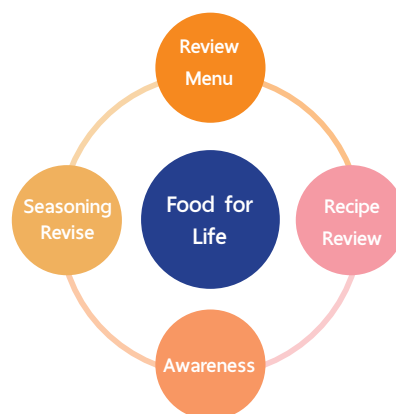 Review
Menu
Seasoning
Revise
Food for
Life
Recipe
Review
Awareness